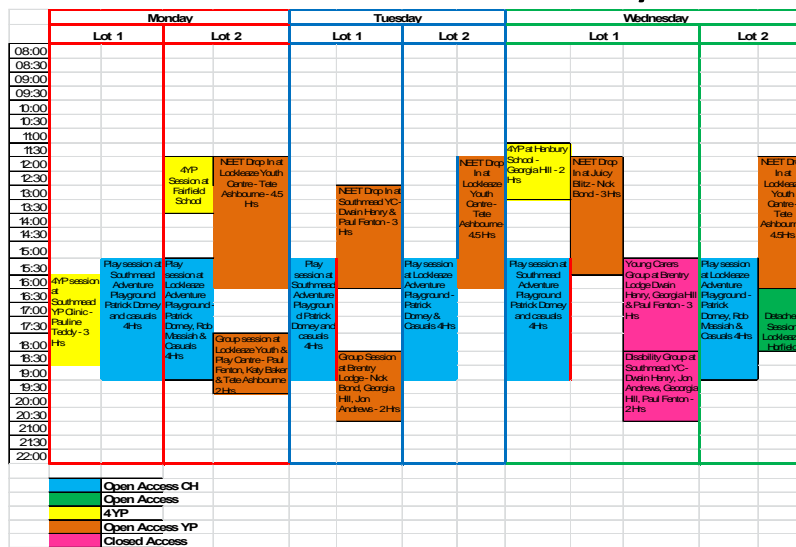 Monday
Tuesday
Wednesday
Lot 1
Lot 2
Lot 1
Lot 2
Lot 1
Lot 2
08:00
08:30
09:00
09:30
10:00
10:30
11:00
11:30
12:00
12:30
13:00
13:30
14:00
14:30
15:00
15:30
16:00
16:30
17:00
17:30
18:00
18:30
19:00
19:30
20:00
20:30
21:00
21:30
22:00
4YP session
at
Southmead
YP Clinic -
Pauline
Teddy - 3
Hrs
Play session at
Southmead
Adventure
Playground
Patrick Dorney
and casuals
4Hrs
4YP
Session at
Fairfield
School
Play
session at
Lockleaze
Adventure
Playground -
Patrick
Dorney, Rob
Massiah &
Casuals
4Hrs
NEET Drop In at
Lockleaze Youth
Centre - Tete
Ashbourne - 4.5
Hrs
Group session at
Lockleaze Youth &
Play Centre - Paul
Fenton, Katy Baker
& Tete Ashbourne
2Hrs
Play
session at
Southmead
Adventure
Playgroun
d Patrick
Dorney and
casuals
4Hrs
NEET Drop In at
Southmead YC -
Dwain Henry &
Paul Fenton - 3
Hrs
Group Session
at Brentry
Lodge - Nick
Bond, Georgia
Hill, Jon
Andrews - 2Hrs
Play session
at Lockleaze
Adventure
Playground -
Patrick
Dorney &
Casuals 4Hrs
NEET Drop
In at
Lockleaze
Youth
Centre -
Tete
Ashbourne -
4.5Hrs
4YP at Henbury
School -
Georgia Hill - 2
Hrs
Play session at
Southmead
Adventure
Playground
Patrick Dorney
and casuals
4Hrs
NEET Drop
In at Juicy
Blitz - Nick
Bond - 3Hrs
Young Carers
Group at Brentry
Lodge Dwain
Henry, Georgia Hill
& Paul Fenton - 3
Hrs
Disability Group at
Southmead YC -
Dwain Henry, Jon
Andrews, Georgia
Hill, Paul Fenton -
2Hrs
Play session
at Lockleaze
Adventure
Playground -
Patrick
Dorney, Rob
Massiah &
Casuals 4Hrs
NEET
In at
Youth
Centre -
Tete
4.5Hrs
Session
Open Access CH
Open Access
4YP
Open Access YP
Closed Access